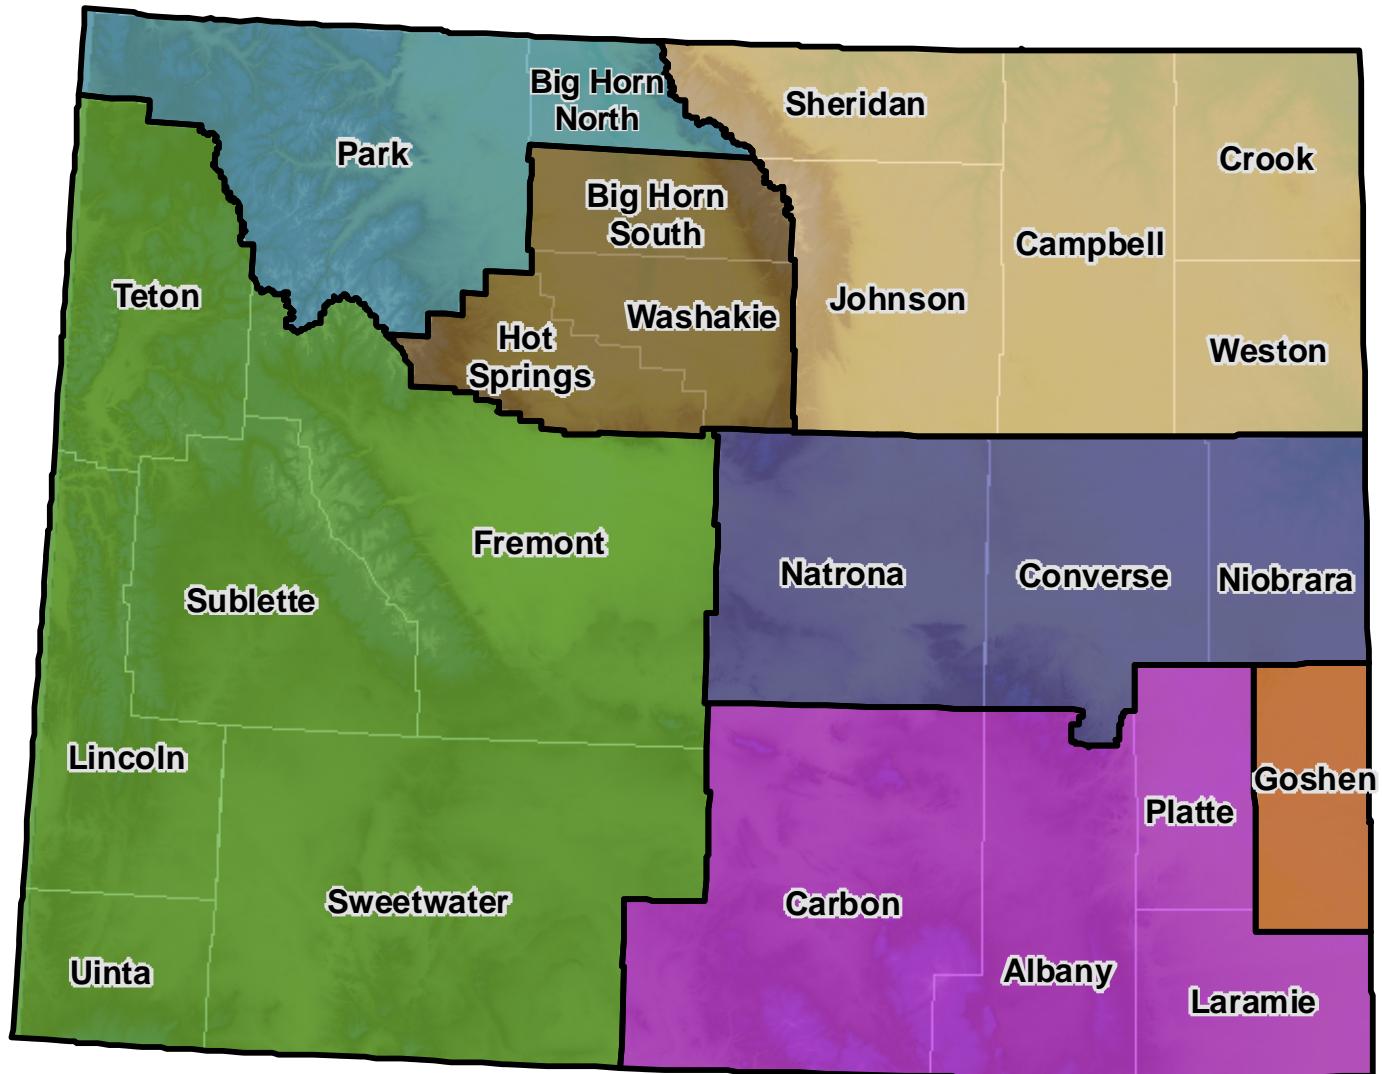 Big Horn
North
Sheridan
Park
Crook
Big Horn
South
Campbell
Teton
Johnson
Washakie
Hot
Springs
Weston
Fremont
Natrona
Converse
Niobrara
Sublette
Lincoln
Goshen
Platte
Sweetwater
Carbon
Uinta
Albany
Laramie